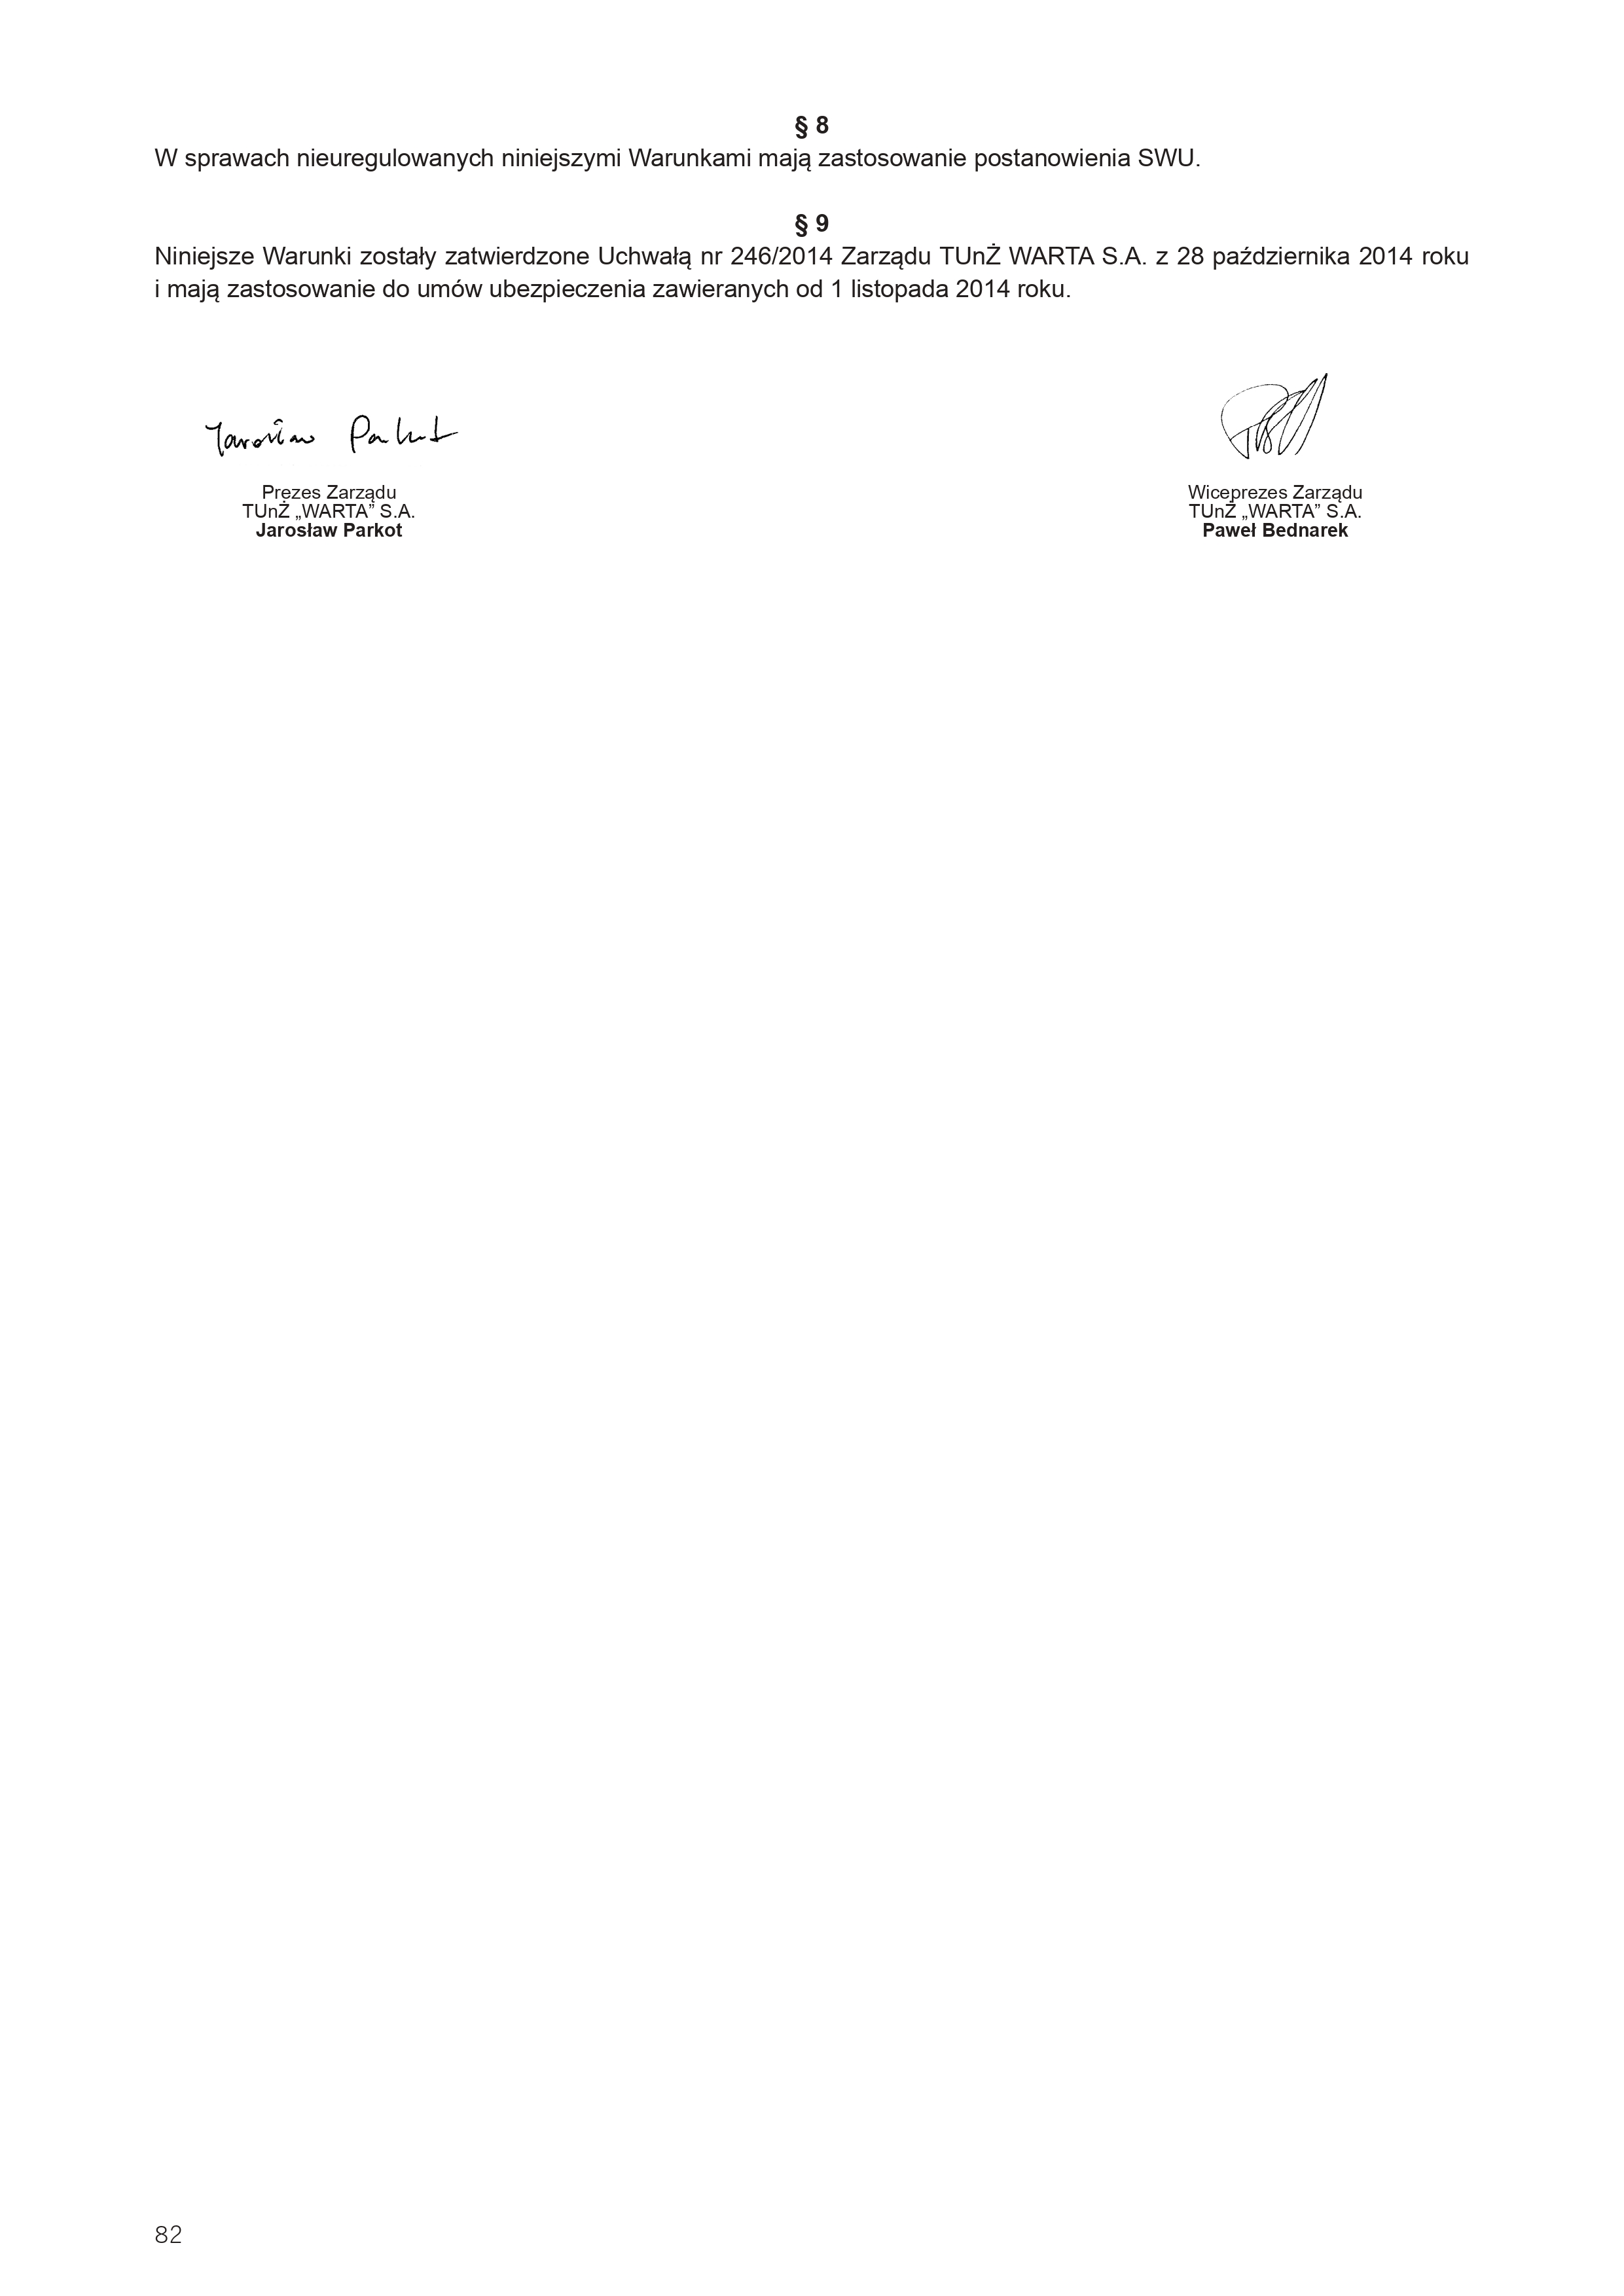 § 8
W sprawach nieuregulowanych niniejszymi Warunkami mają zastosowanie postanowienia SWU.
§ 9
Niniejsze Warunki zostały zatwierdzone Uchwałą nr 246/2014 Zarządu TUnŻ WARTA S.A. z 28 października 2014 roku
i mają zastosowanie do umów ubezpieczenia zawieranych od 1 listopada 2014 roku.
Jarosław Parkot
Prezes Zarządu
TUnŻ „WARTA” S.A.
Jarosław Parkot
Wiceprezes Zarządu
TUnŻ „WARTA” S.A.
Paweł Bednarek
82